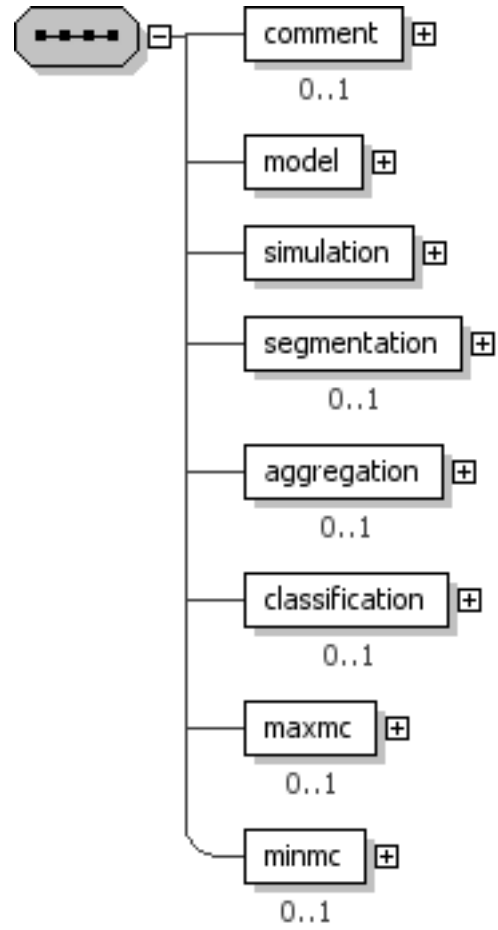 comment
0..1
model
simulation
segmentation
0..1
aggregation
0..1
classification
0..1
maxmc
0..1
minmc
0..1